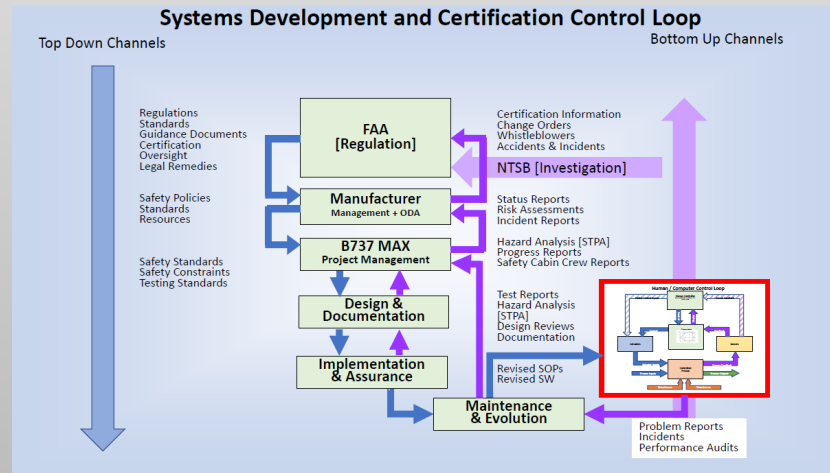 Systems Development and Certification Control Loop
Top Down Channels
Bottom Up Channels
Regulations
Standards
Guidance Documents
Certification
Oversight
Legal Remedies
FAA
[Regulation]
Certification Information
Change Orders
Whistleblowers
Accidents & Incidents
NTSB [Investigation]
Safety Policies
Standards
Resources
Manufacturer
Management + ODA
Status Reports
Risk Assessments
Incident Reports
Safety Standards
Safety Constraints
Testing Standards
B737 MAX
Project Management
Hazard Analysis [STPA]
Progress Reports
Safety Cabin Crew Reports
Design &
Documentation
Test Reports
Hazard Analysis
[STPA]
Design Reviews
Documentation
Human / Computer Control Loop
Implementation
& Assurance
Revised SOPs
Revised SW
Maintenance
& Evolution
Problem Reports
Incidents
Performance Audits